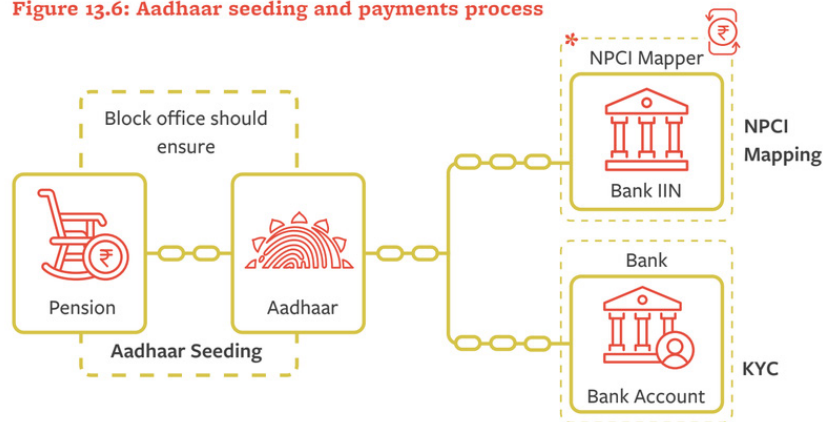 Figure 13.6: Aadhaar seeding and payments process
Block office should
ensure
Pension
Aadhaar
Aadhaar Seeding
*
NPCI Mapper
₹
Bank IIN
NPCI
Mapping
Bank
Bank Account
KYC
₹